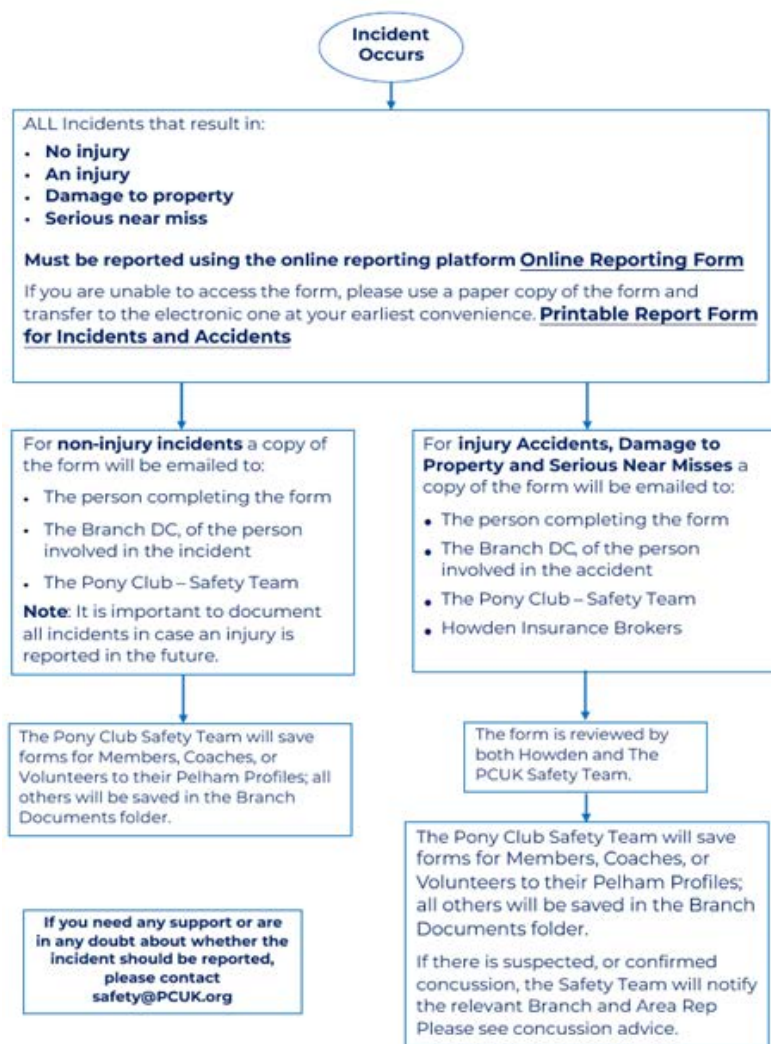 Incident
Occurs
ALL Incidents that result in:
• No injury
• An injury
• Damage to property
• Serious near miss
Must be reported using the online reporting platform Online Reporting Form
If you are unable to access the form, please use a paper copy of the form and
transfer to the electronic one at your earliest convenience. Printable Report Form
for Incidents and Accidents
For non-injury incidents a copy of
the form will be emailed to:
• The person completing the form
• The Branch DC, of the person
involved in the incident
• The Pony Club – Safety Team
Note: It is important to document
all incidents in case an injury is
reported in the future.
The Pony Club Safety Team will save
forms for Members, Coaches, or
Volunteers to their Pelham Profiles; all
others will be saved in the Branch
Documents folder.
If you need any support or are
in any doubt about whether the
incident should be reported,
please contact
safety@PCUK.org
For injury Accidents, Damage to
Property and Serious Near Misses a
copy of the form will be emailed to:
• The person completing the form
• The Branch DC, of the person
involved in the accident
• The Pony Club – Safety Team
• Howden Insurance Brokers
The form is reviewed by
both Howden and The
PCUK Safety Team.
The Pony Club Safety Team will save
forms for Members, Coaches, or
Volunteers to their Pelham Profiles;
all others will be saved in the Branch
Documents folder.
If there is suspected, or confirmed
concussion, the Safety Team will notify
the relevant Branch and Area Rep
Please see concussion advice.